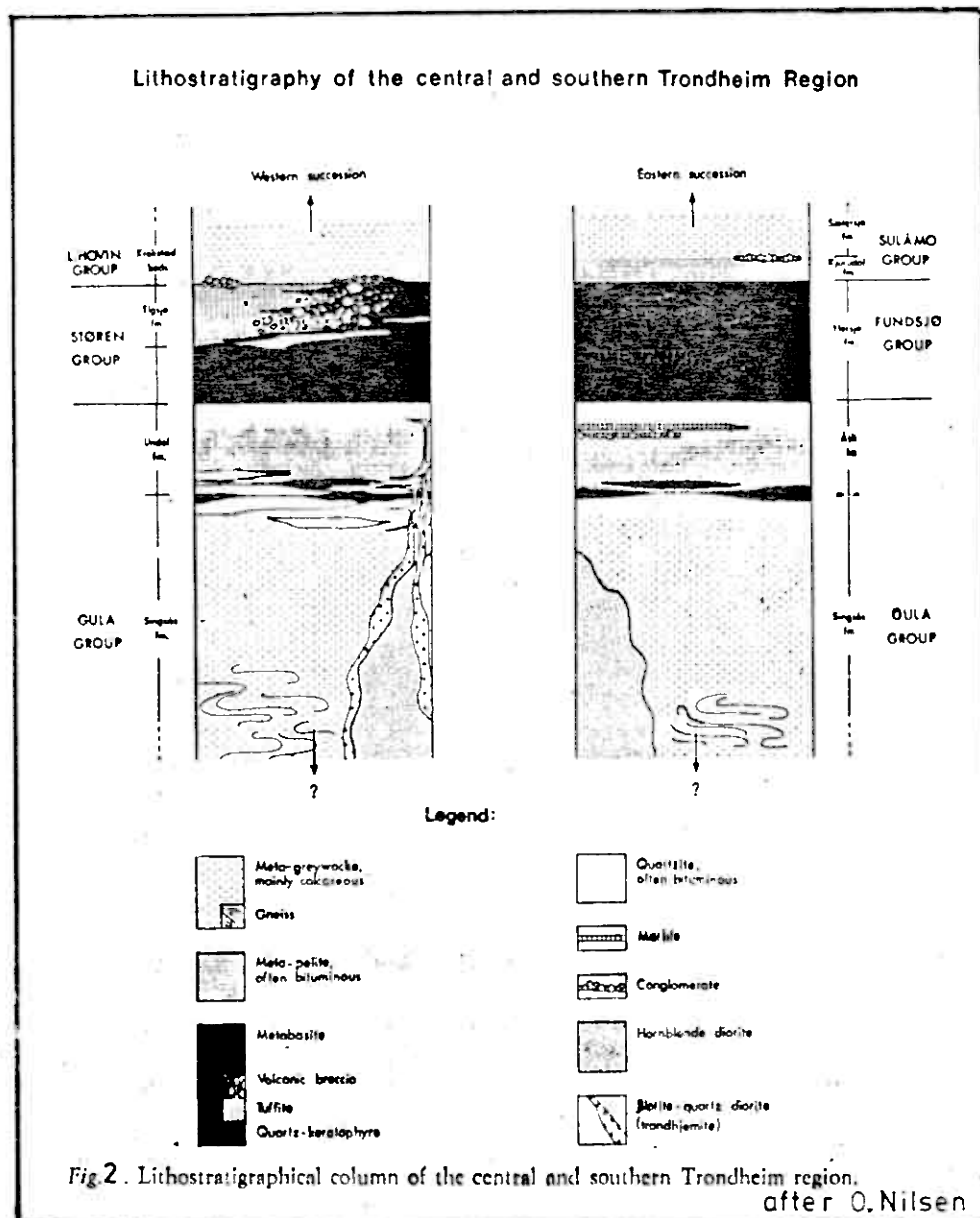 Lithostratigraphy of the central and southern Trondheim Region
Western succession
Eastern succession
GROUP
Krokstad
STØREN
GROUP
fm.
GULA
GROUP
Singsås
fm.
SULÅMO
GROUP
fm.
FUNDSJØ
GROUP
fm.
GULA
GROUP
Singsås
fm.
?
?
Legend:
Meta-greywacke,
mainly calcareous
Gneiss
Meta-pelite,
often bituminous
Metabasite
Volcanic breccia
Tuffite
Quartz-keratophyre
Quartzite,
often bituminous
Conglomerate
Hornblende diorite
Biotite-quartz diorite
(trondhjemite)
Fig.2. Lithostratigraphical column of the central and southern Trondheim region.
after O.Nilsen